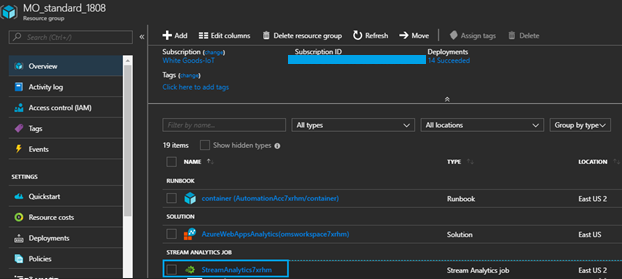 MO_standard_1808
Resource group
Search (Ctrl+/)
Overview
Activity log
Access control (IAM)
Tags
Events
SETTINGS
Quickstart
Resource costs
Deployments
Policies
Add Edit columns Delete resource group Refresh Move Assign tags Delete
Subscription (change) Subscription ID Deployments
White Goods-IoT 14 Succeeded
Tags (change)
Click here to add tags
Filter by name... All types All locations Group by type
19 items Show hidden types
NAME TYPE LOCATION
RUNBOOK
container (AutomationAcc7xrhm/container) Runbook East US 2
SOLUTION
AzureWebAppsAnalytics(omsworkspace7xrhm) Solution East US
STREAM ANALYTICS JOB
StreamAnalytics7xrhm Stream Analytics job East US 2